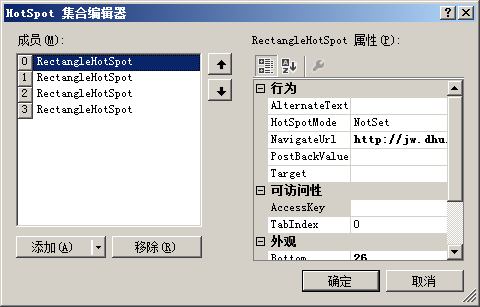 HotSpot 集合编辑器
成员(M):
0 RectangleHotSpot
1 RectangleHotSpot
2 RectangleHotSpot
3 RectangleHotSpot
添加(A)
移除(R)
RectangleHotSpot 属性(P):
行为
AlternateText
HotSpotMode NotSet
NavigateUrl http://jw.dhu.
PostBackValue
Target
可访问性
AccessKey
TabIndex 0
外观
Bottom 26
确定
取消